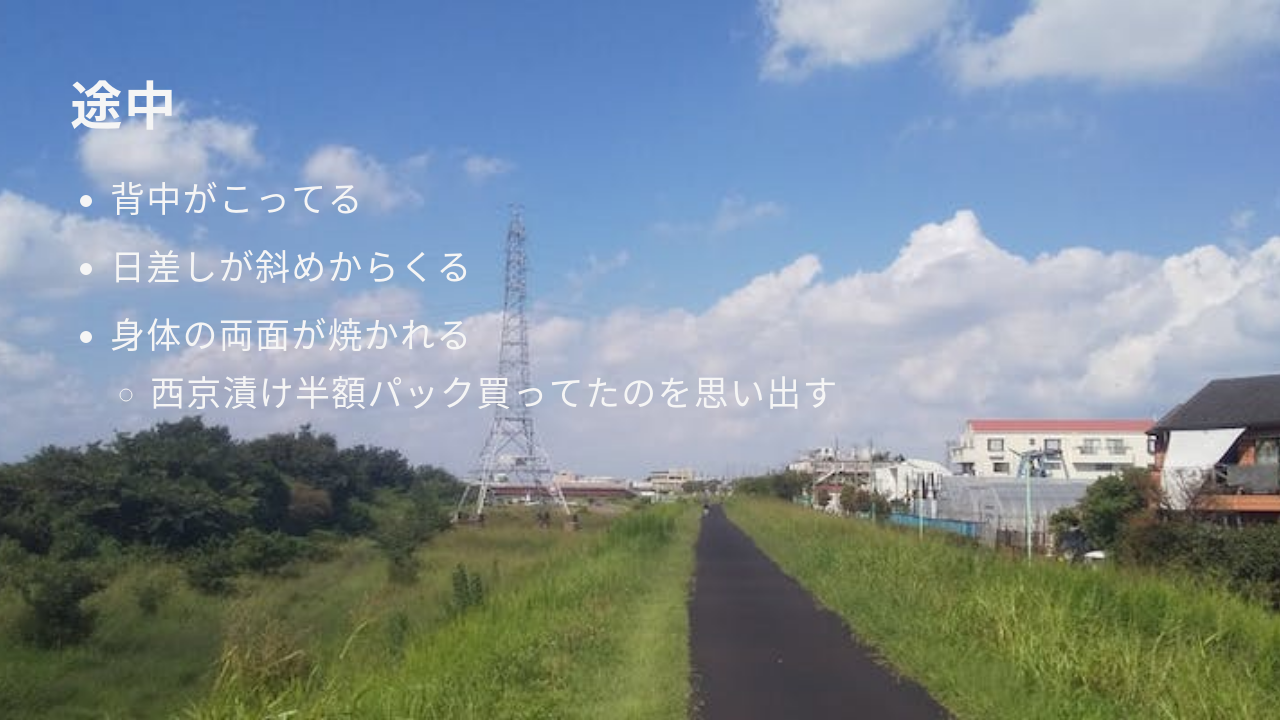 途中
背中がこってる
日差しが斜めからくる
身体の両面が焼かれる
西京漬け半額パック買ってたのを思い出す